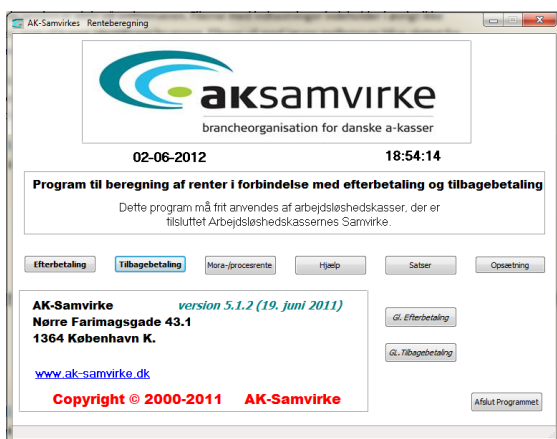 AK-Samvirkes Renteberegning
aksamvirke
brancheorganisation for danske a-kasser
02-06-2012 18:54:14
Program til beregning af renter i forbindelse med efterbetaling og tilbagebetaling
Dette program må frit anvendes af arbejdsløshedskasser, der er
tilsluttet Arbejdsløshedskassernes Samvirke.
Efterbetaling Tilbagebetaling Mora-/procesrente Hjælp Satser Opsætning
AK-Samvirke version 5.1.2 (19. juni 2011)
Nørre Farimagsgade 43.1
1364 København K.
www.ak-samvirke.dk
Copyright © 2000-2011 AK-Samvirke
Gl. Efterbetaling
GL.Tilbagebetaling
Afslut Programmet